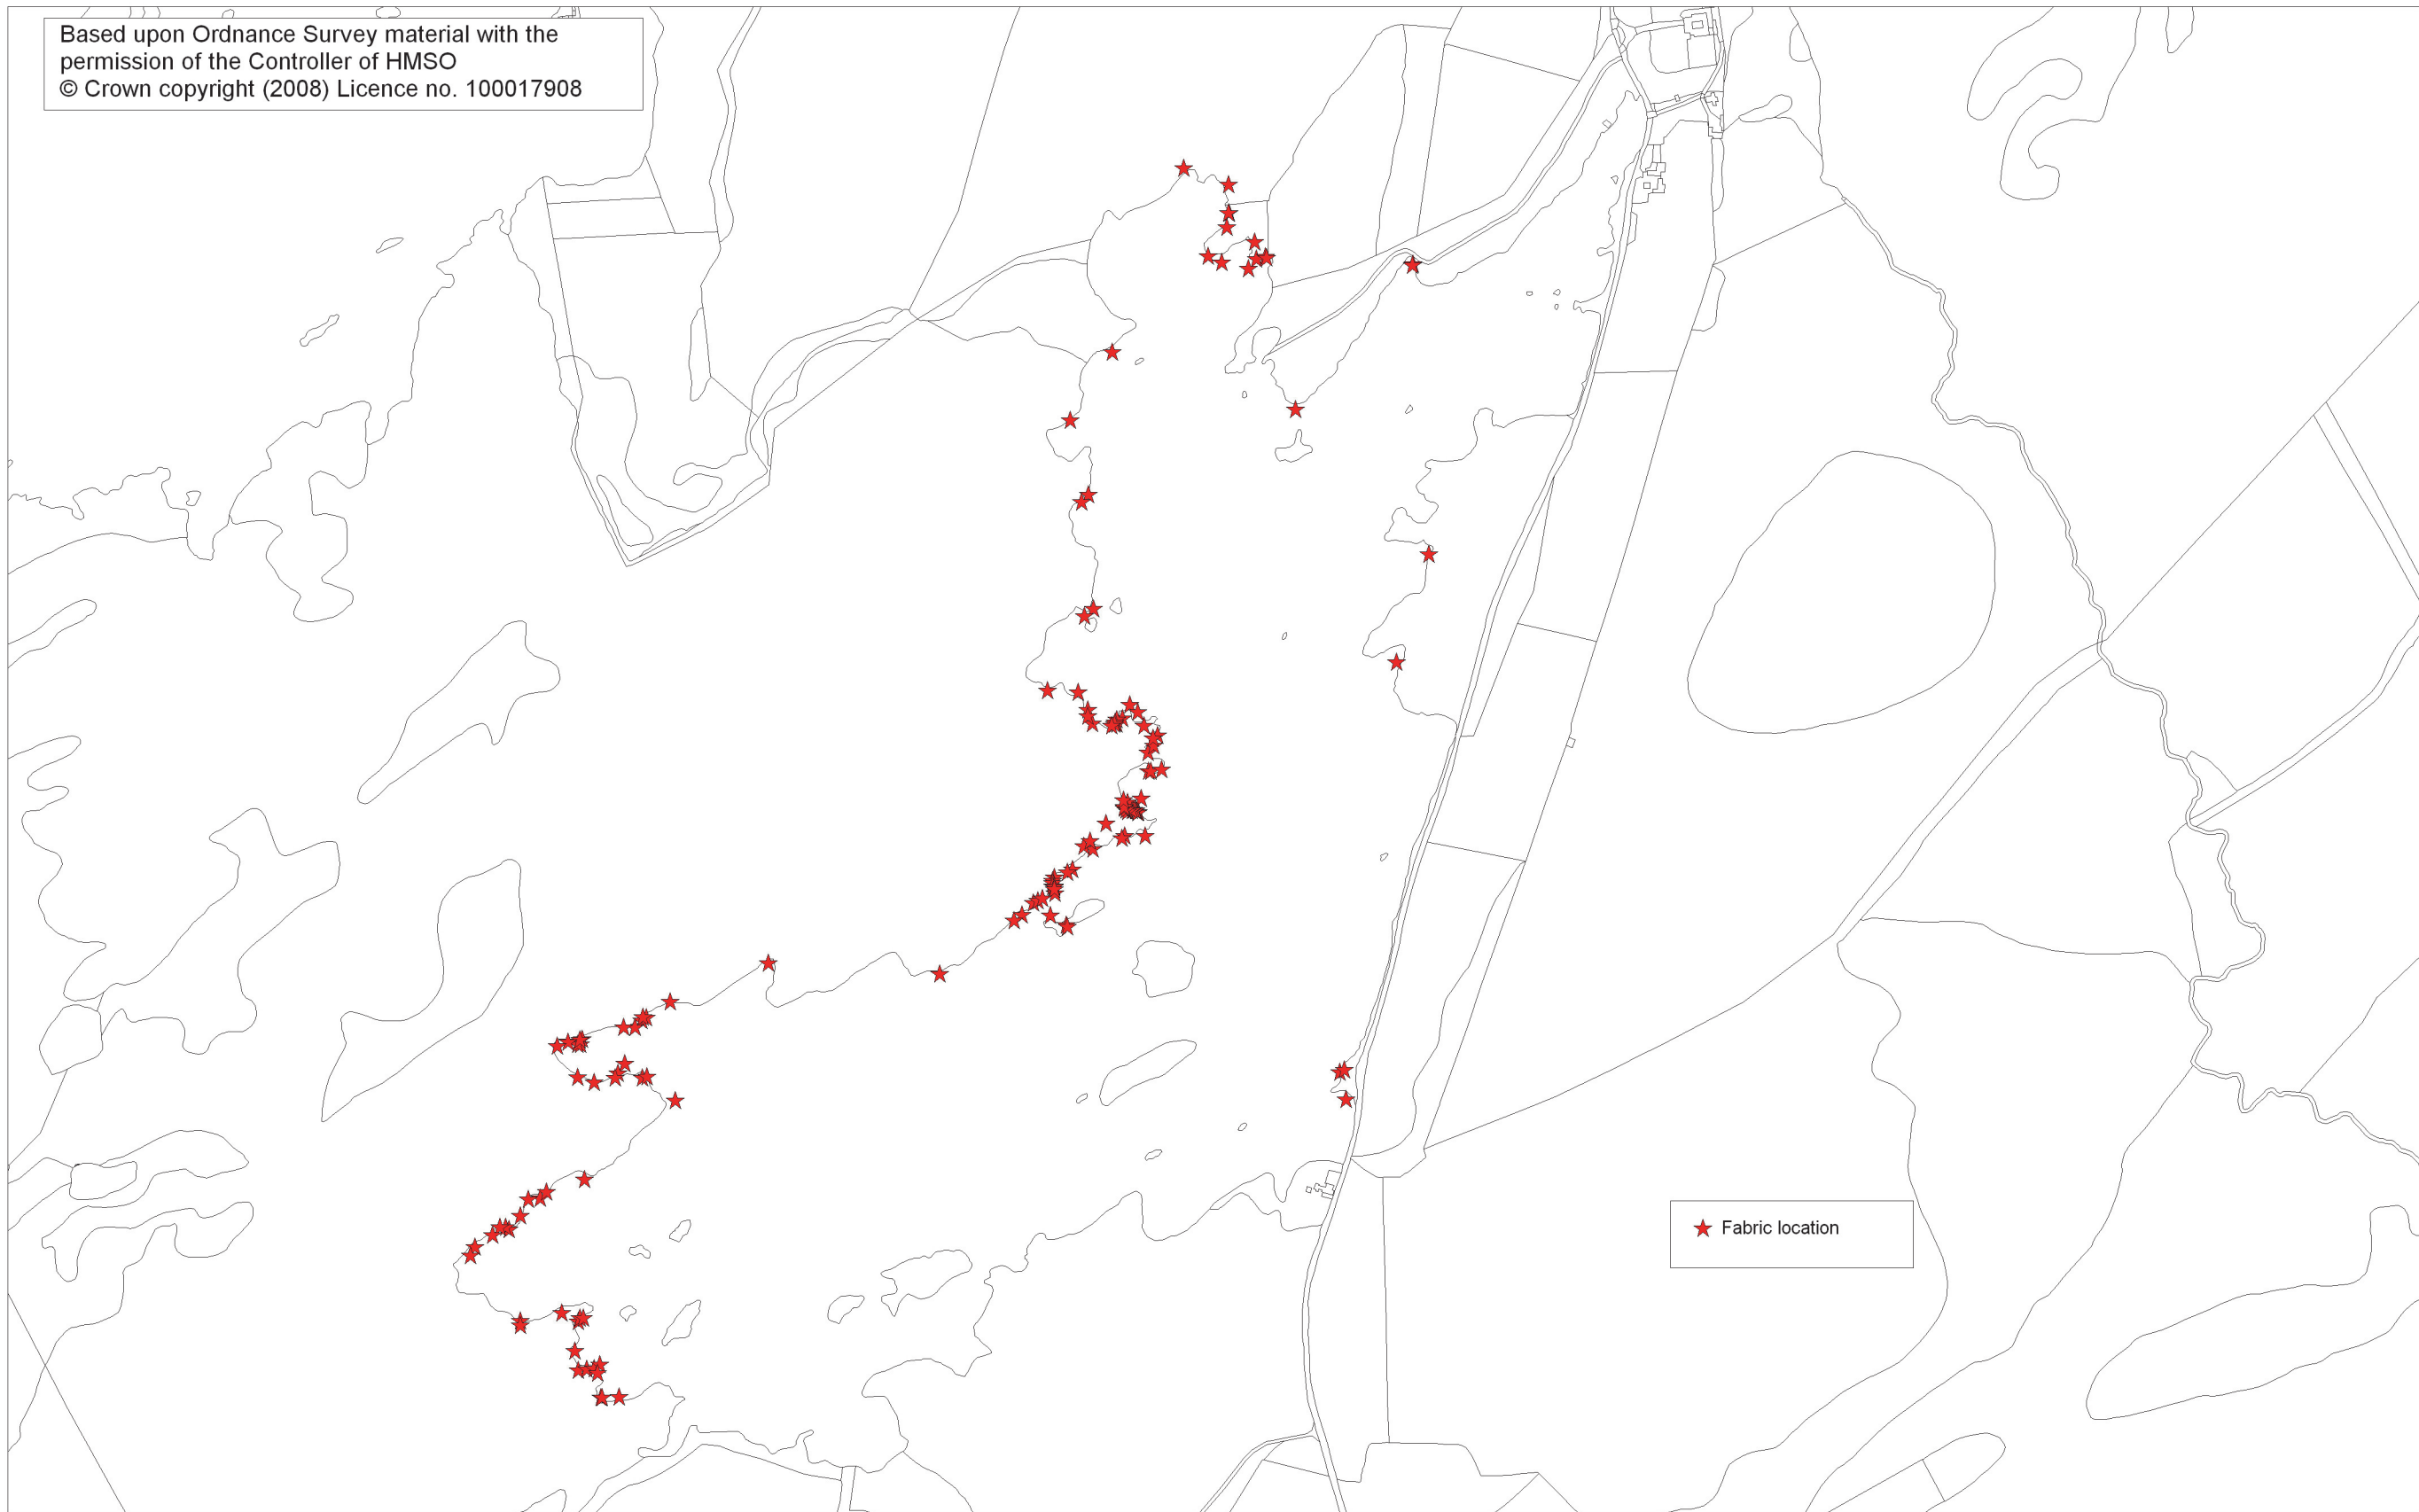 Based upon Ordnance Survey material with the
permission of the Controller of HMSO
© Crown copyright (2008) Licence no. 100017908
Fabric location